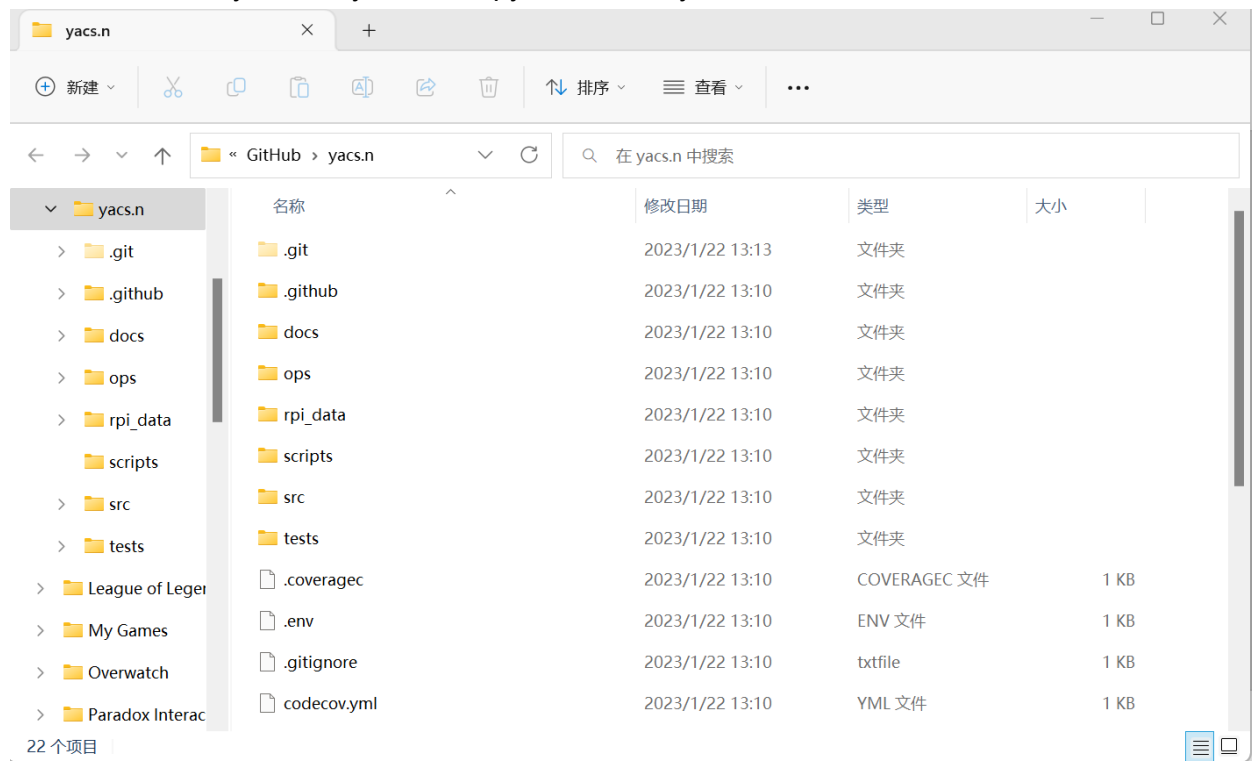 yacs.n
新建 排序 查看
« GitHub › yacs.n 在 yacs.n 中搜索
yacs.n
.git
.github
docs
ops
rpi_data
scripts
src
tests
League of Leger
My Games
Overwatch
Paradox Interac
名称 修改日期 类型 大小
.git 2023/1/22 13:13 文件夹
.github 2023/1/22 13:10 文件夹
docs 2023/1/22 13:10 文件夹
ops 2023/1/22 13:10 文件夹
rpi_data 2023/1/22 13:10 文件夹
scripts 2023/1/22 13:10 文件夹
src 2023/1/22 13:10 文件夹
tests 2023/1/22 13:10 文件夹
.coveragec 2023/1/22 13:10 COVERAGEC 文件 1 KB
.env 2023/1/22 13:10 ENV 文件 1 KB
.gitignore 2023/1/22 13:10 txtfile 1 KB
codecov.yml 2023/1/22 13:10 YML 文件 1 KB
22 个项目